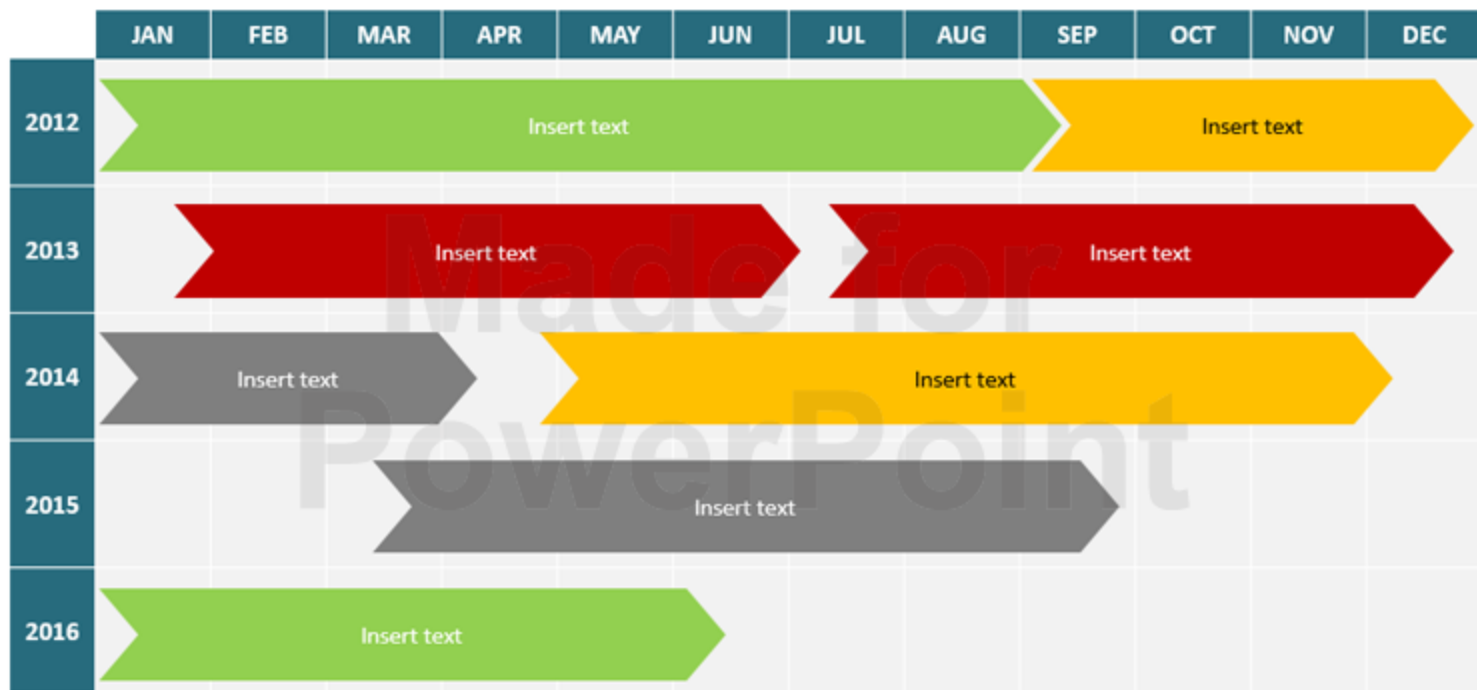 JAN FEB MAR APR MAY JUN JUL AUG SEP OCT NOV DEC
2012 Insert text Insert text
2013 Insert text Insert text
Made for
2014 Insert text Insert text
PowerPoint
2015 Insert text
2016 Insert text